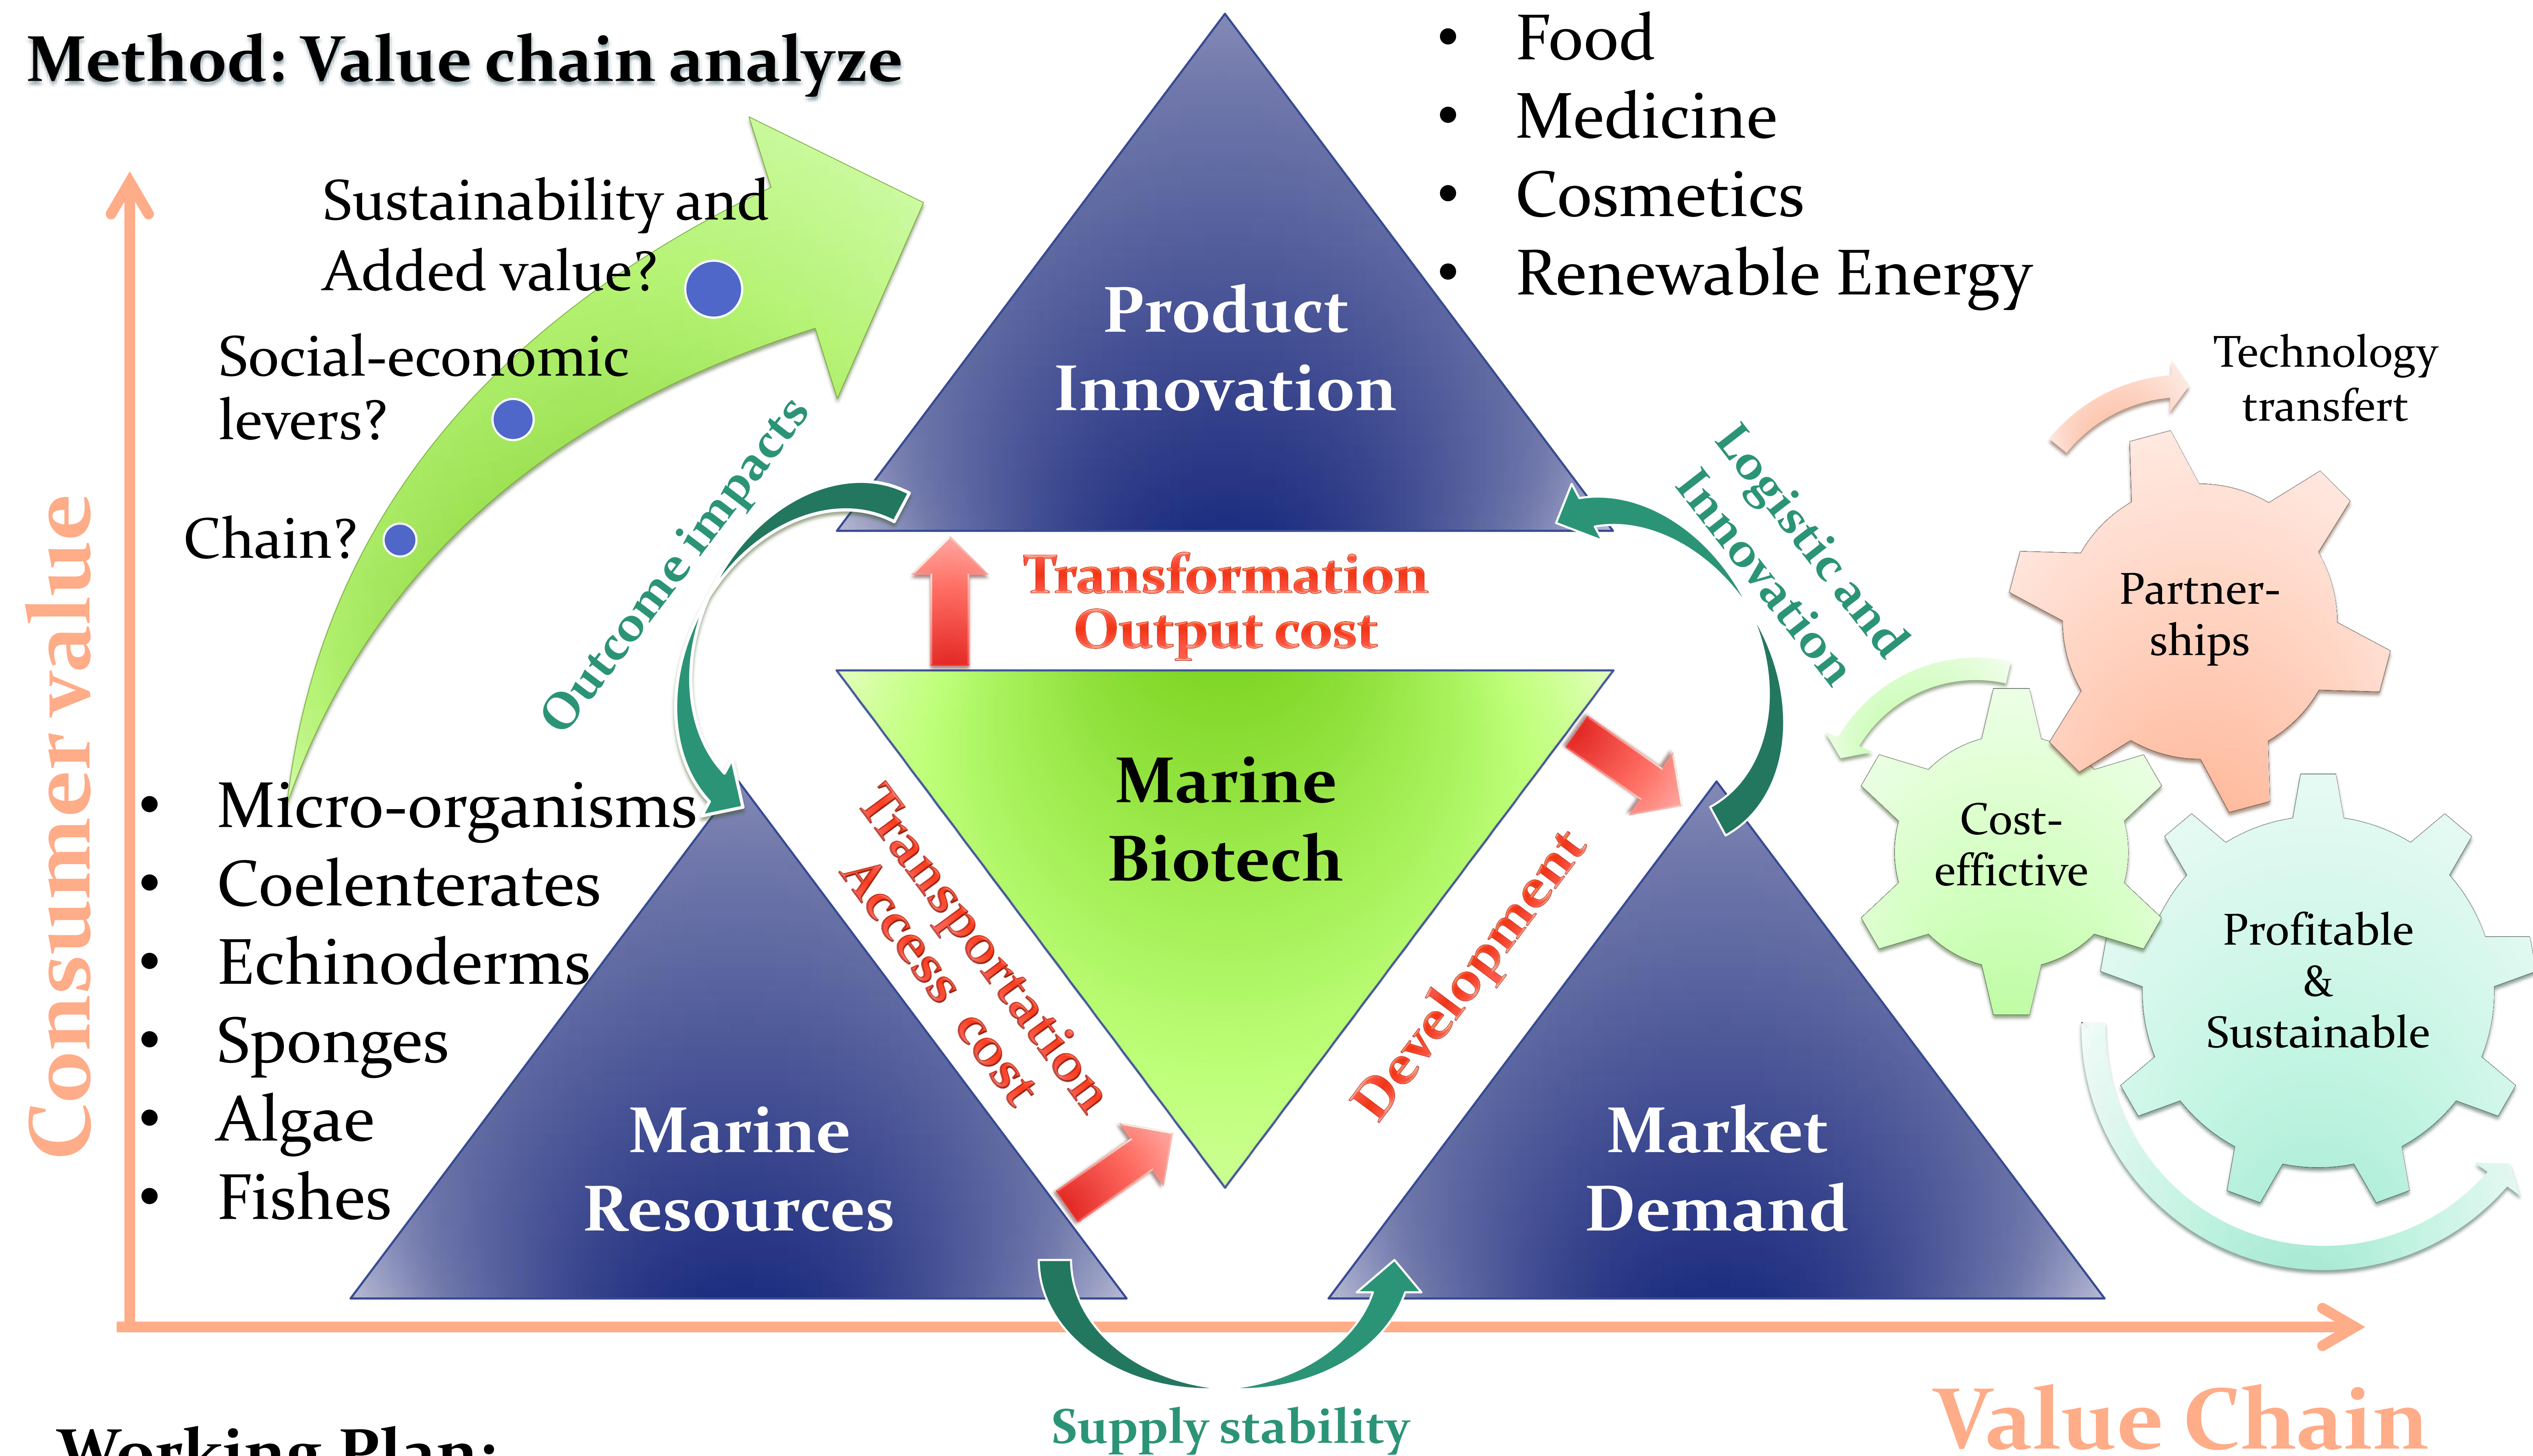 Method: Value chain analyze
• Food
• Medicine
• Cosmetics
• Renewable Energy
Sustainability and
Added value?
Social-economic
levers?
Chain?
Consumer value
Product
Innovation
Outcome impacts
Logistic and
Innovation
Technology
transfert
Partner-
ships
Cost-
effictive
Profitable
&
Sustainable
Transformation
Output cost
Marine
Biotech
Transportation
Access cost
Development
• Micro-organisms
• Coelenterates
• Echinoderms
• Sponges
• Algae
• Fishes
Marine
Resources
Market
Demand
Supply stability
Value Chain
Working Plan: